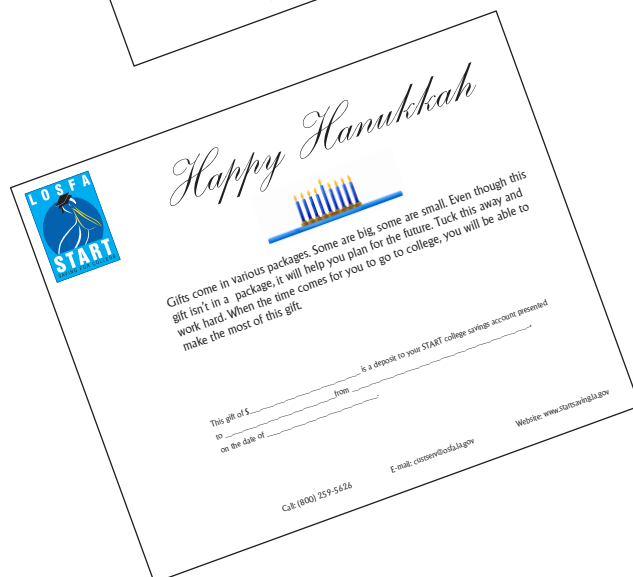 Happy Hanukkah
LOSFA
START
SAVING FOR COLLEGE
Gifts come in various packages. Some are big, some are small. Even though this
gift isn't in a package, it will help you plan for the future. Tuck this away and
work hard. When the time comes for you to go to college, you will be able to
make the most of this gift.
This gift of $______________________________ is a deposit to your START college savings account presented
to _____________________________from ________________________________________________.
on the date of ______________________________.
Call: (800) 259-5626
E-mail: custserv@osfa.la.gov
Website: www.startsaving.la.gov